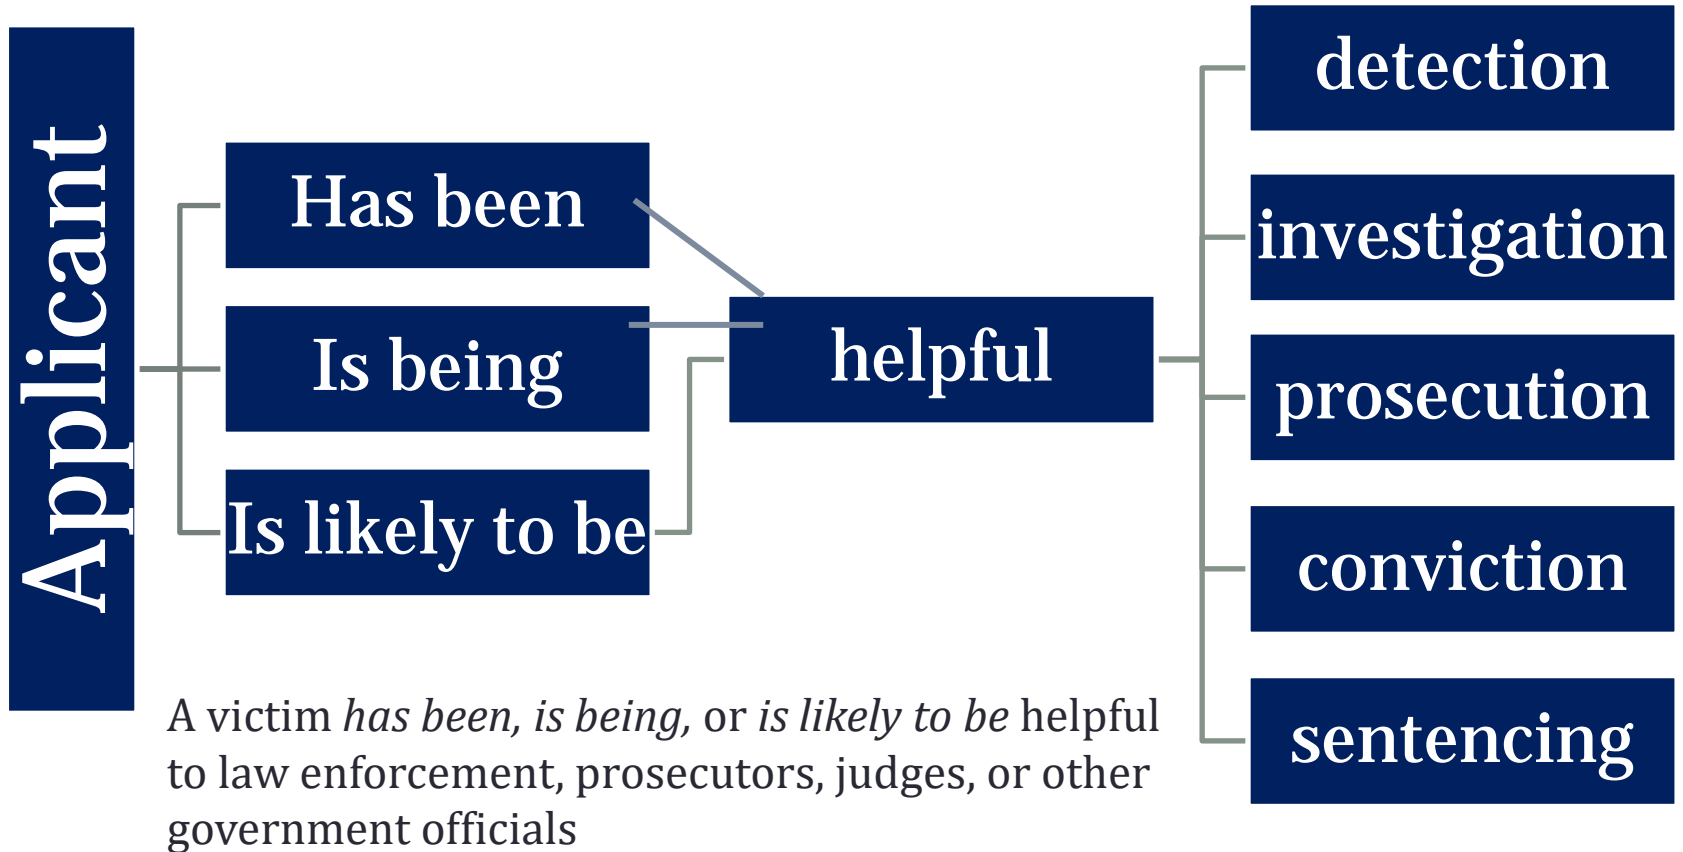 Applicant
Has been
Is being
Is likely to be
helpful
detection
investigation
prosecution
conviction
sentencing
A victim has been, is being, or is likely to be helpful
to law enforcement, prosecutors, judges, or other
government officials